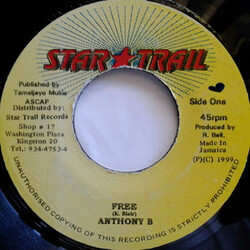 STAR TRAIL
Published by
Tameljayo Music
ASCAP
Distributed by:
Star Trail Records
Shop # 17
Washington Plaza
Kingston 20
Tel.: 934-4753-4
Side One
45rpm
Produced by
R. Bell,
Made In
Jamaica
(P)(C) 1999
FREE
(K. Blair)
ANTHONY B
UNAUTHORISED COPYING OF THIS RECORDING IS STRICTLY PROHIBITED